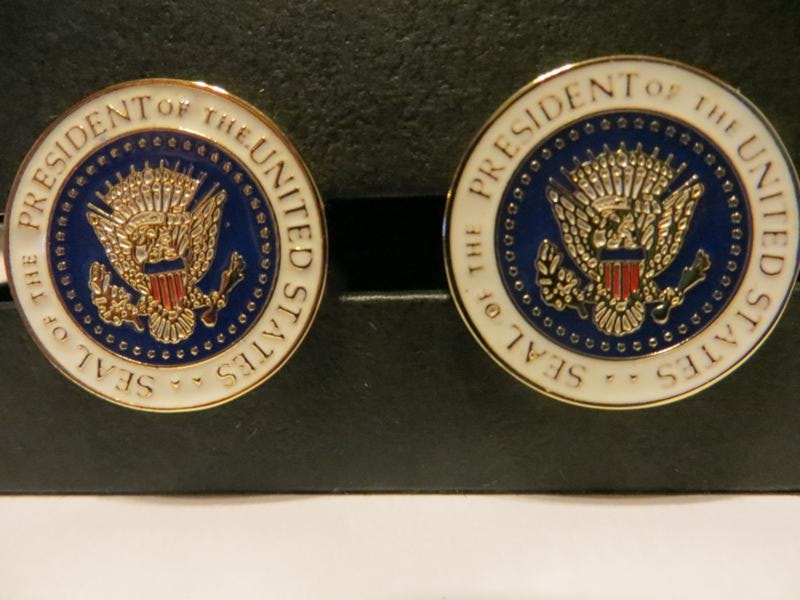 SEAL OF THE PRESIDENT OF THE UNITED STATES
SEAL OF THE PRESIDENT OF THE UNITED STATES